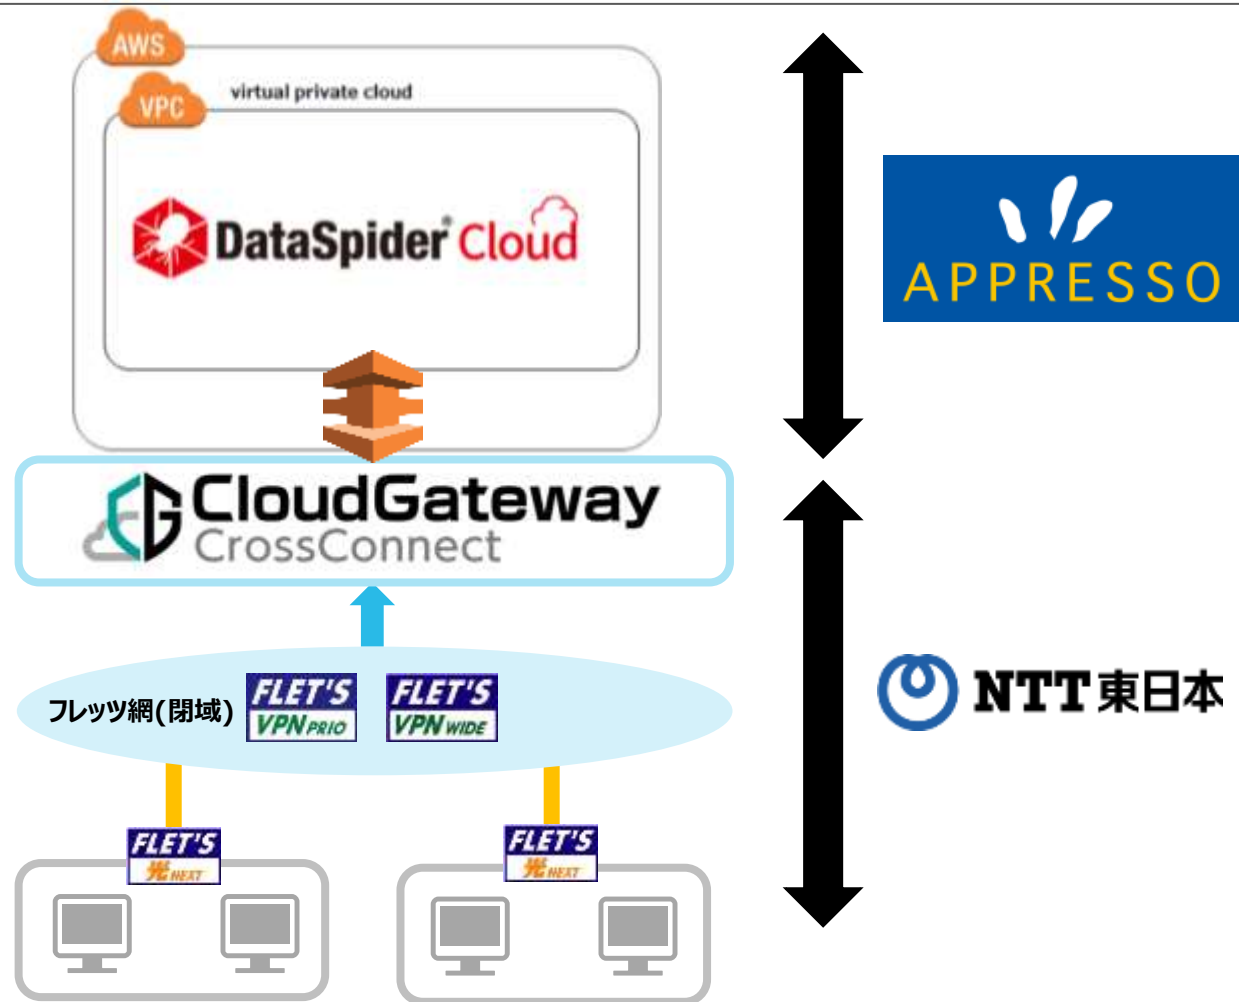 AWS
VPC
virtual private cloud
DataSpider® Cloud
APPRESSO
CloudGateway
CrossConnect
フレッツ網(閉域)
FLET'S
VPN PRIO
FLET'S
VPN WIDE
NTT東日本
FLET'S
光 NEXT
FLET'S
光 NEXT